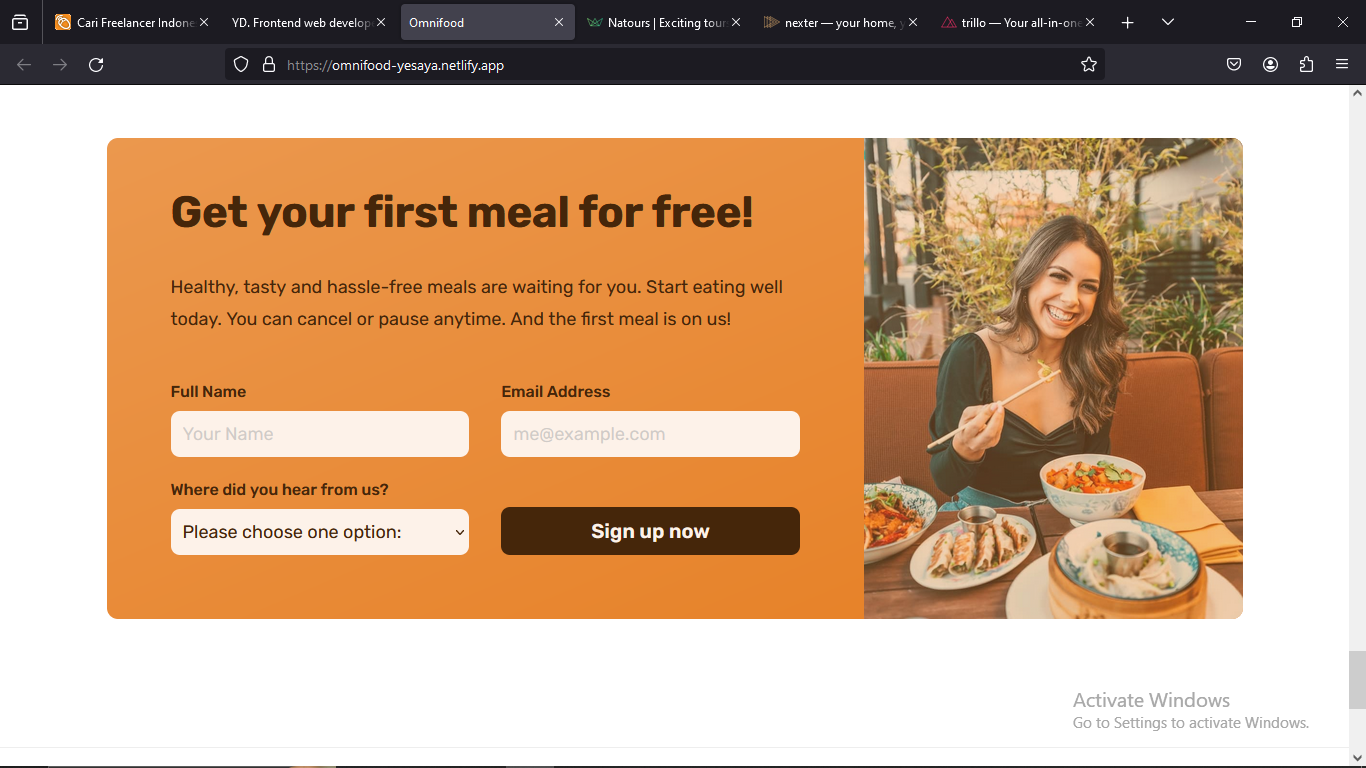 Cari Freelancer Indone
YD. Frontend web develop
Omnifood
Natours | Exciting tour
nexter — your home, y
trillo — Your all-in-one
https://omnifood-yesaya.netlify.app
Get your first meal for free!
Healthy, tasty and hassle-free meals are waiting for you. Start eating well
today. You can cancel or pause anytime. And the first meal is on us!
Full Name
Email Address
Your Name
me@example.com
Where did you hear from us?
Please choose one option:
Sign up now
Activate Windows
Go to Settings to activate Windows.